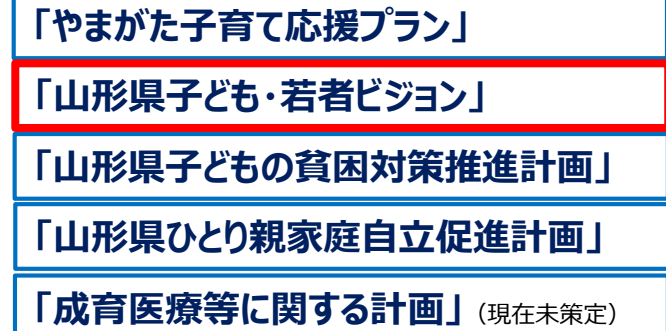 「やまがた子育て応援プラン」
「山形県子ども・若者ビジョン」
「山形県子どもの貧困対策推進計画」
「山形県ひとり親家庭自立促進計画」
「成育医療等に関する計画」（現在未策定）